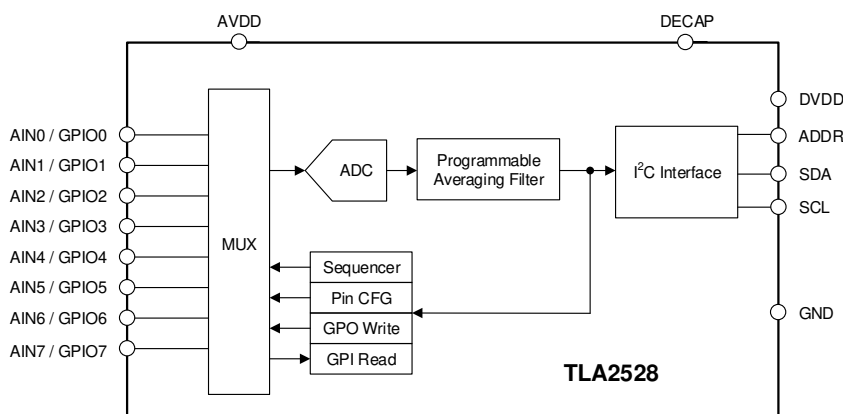 AVDD
DECAP
DVDD
AIN0 / GPIO0
ADDR
AIN1 / GPIO1
ADC
Programmable
Averaging Filter
I²C Interface
SDA
AIN2 / GPIO2
SCL
AIN3 / GPIO3
MUX
AIN4 / GPIO4
Sequencer
AIN5 / GPIO5
Pin CFG
GND
AIN6 / GPIO6
GPO Write
AIN7 / GPIO7
GPI Read
TLA2528